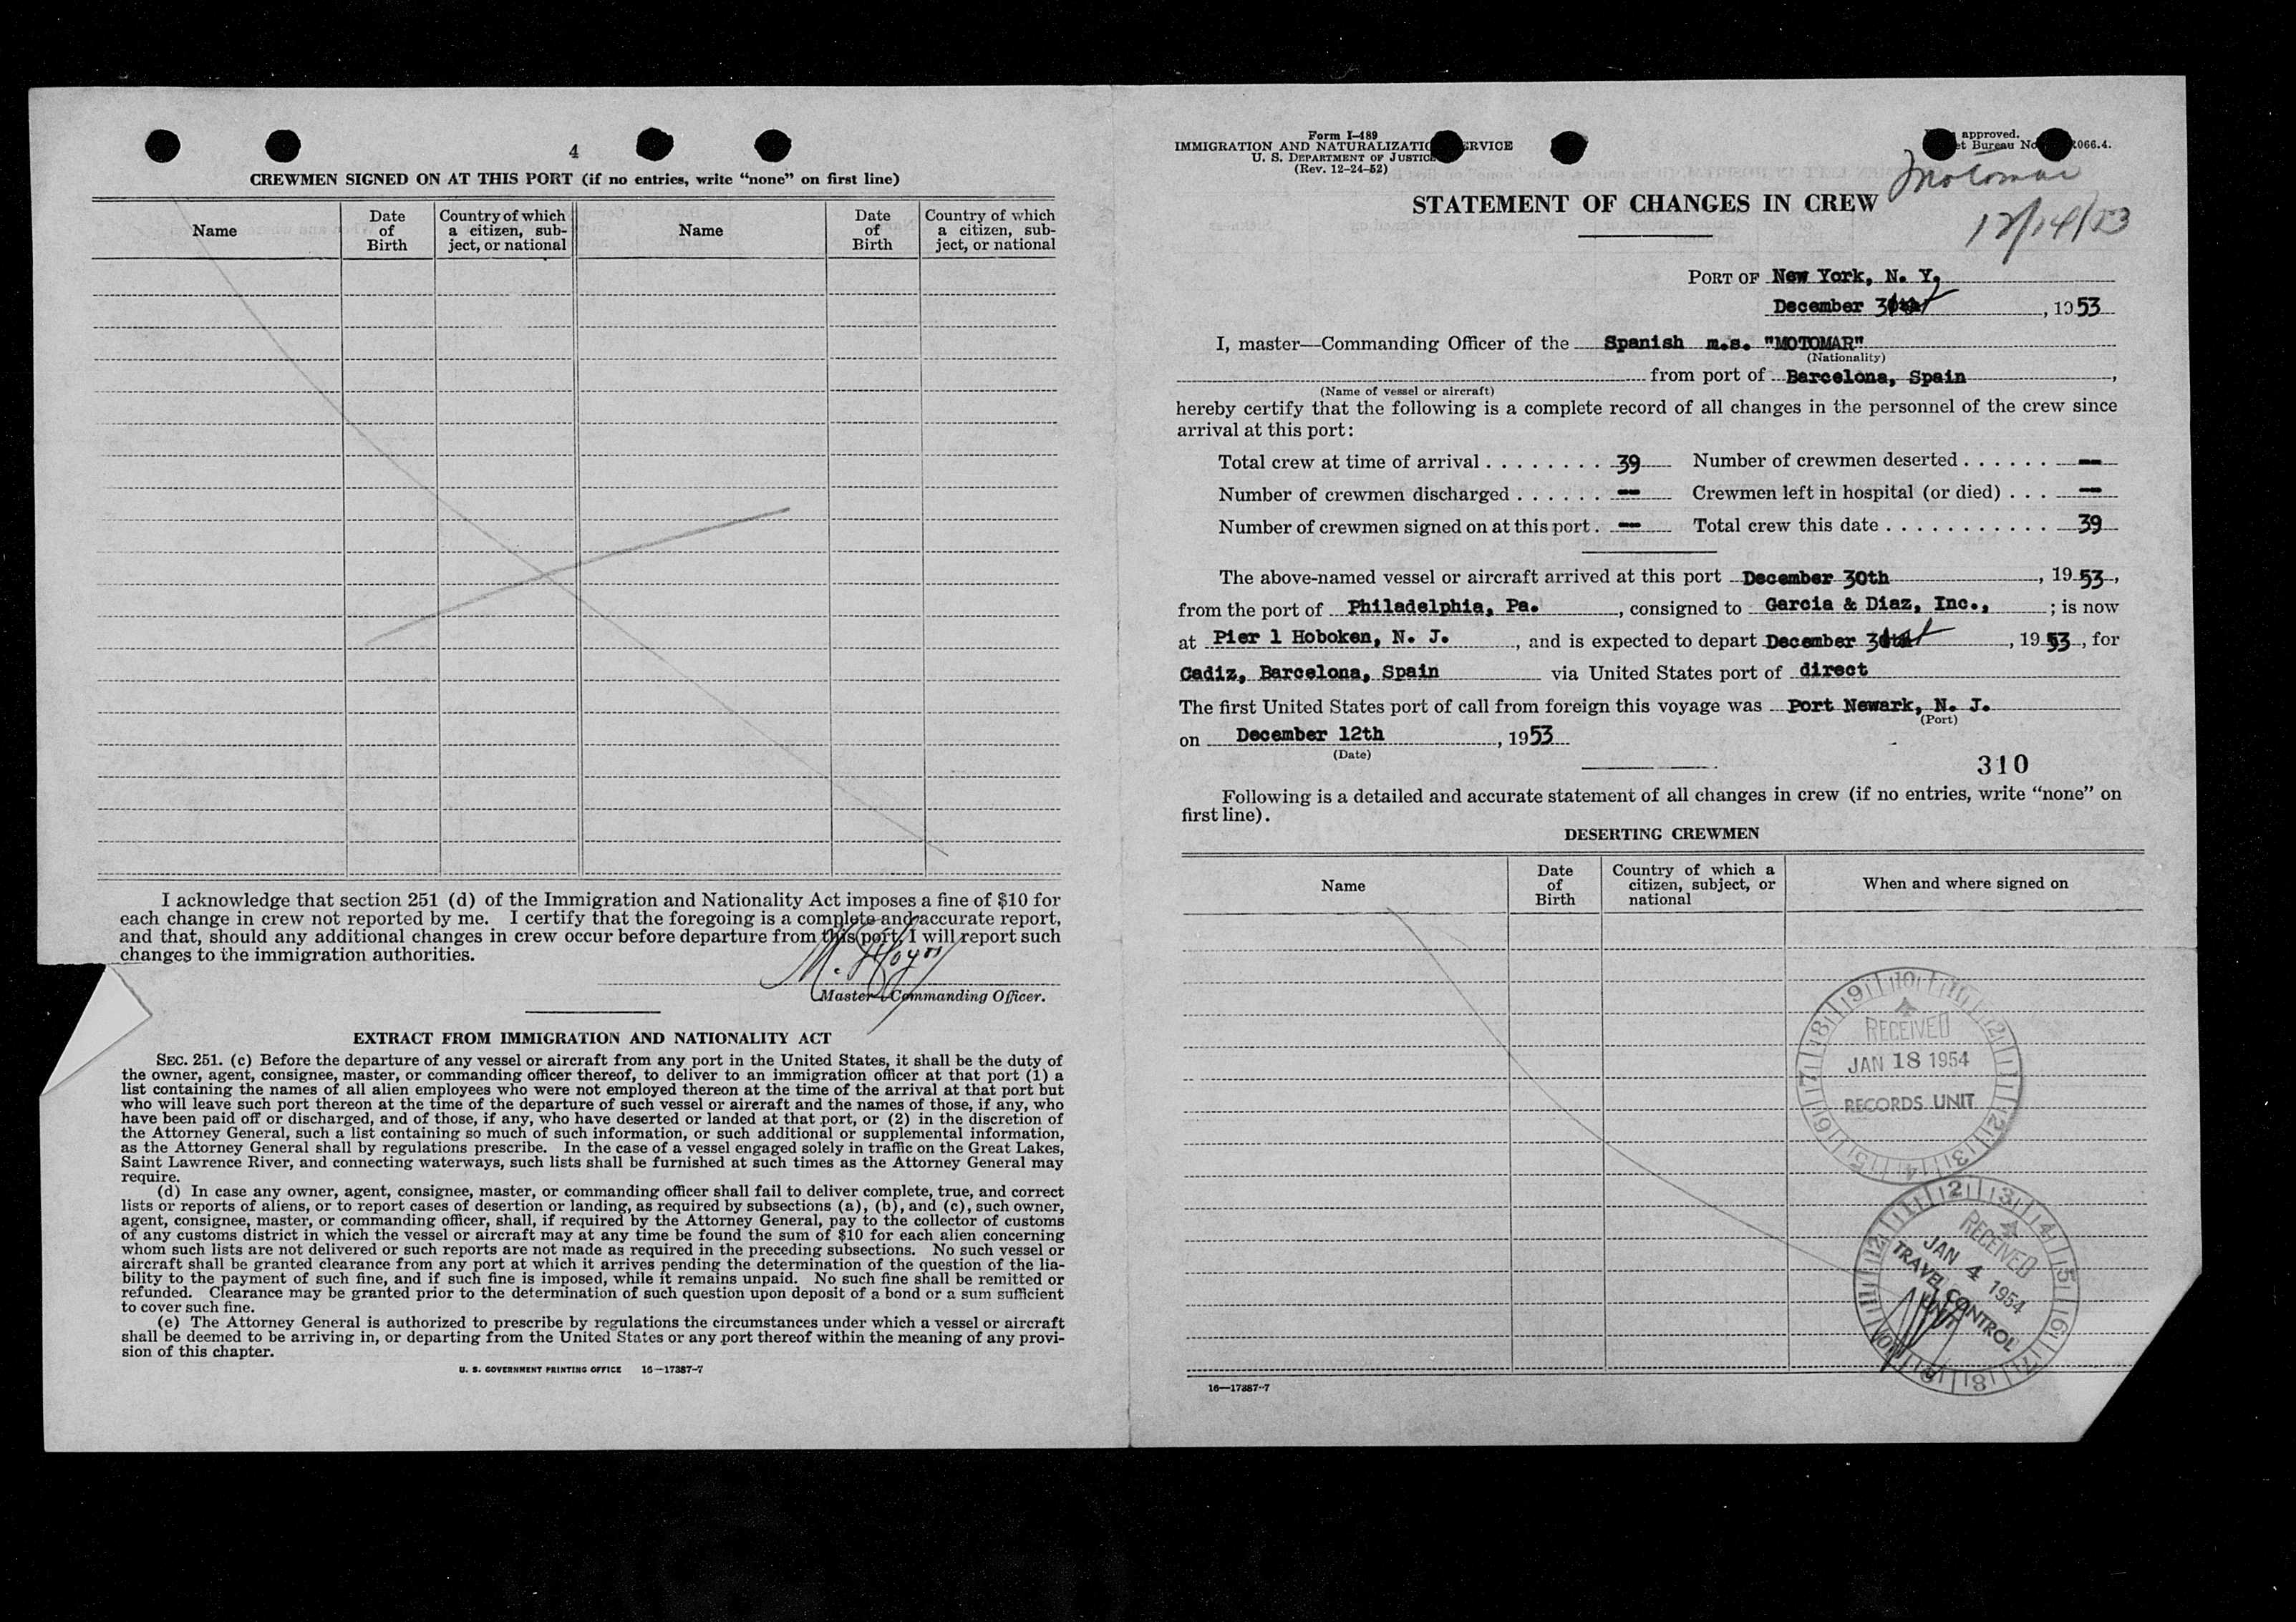 4
CREWMEN SIGNED ON AT THIS PORT (if no entries, write "none" on first line)
Name
Date of Birth
Country of which a citizen, subject, or national
Name
Date of Birth
Country of which a citizen, subject, or national
I acknowledge that section 251 (d) of the Immigration and Nationality Act imposes a fine of $10 for
each change in crew not reported by me. I certify that the foregoing is a complete and accurate report,
and that, should any additional changes in crew occur before departure from this port, I will report such
changes to the immigration authorities.
Master—Commanding Officer.
EXTRACT FROM IMMIGRATION AND NATIONALITY ACT
SEC. 251. (c) Before the departure of any vessel or aircraft from any port in the United States, it shall be the duty of
the owner, agent, consignee, master, or commanding officer thereof, to deliver to an immigration officer at that port (1) a
list containing the names of all alien employees who were not employed thereon at the time of the arrival at that port but
who will leave such port thereon at the time of the departure of such vessel or aircraft and the names of those, if any, who
have been paid off or discharged, and of those, if any, who have deserted or landed at that port, or (2) in the discretion of
the Attorney General, such a list containing so much of such information, or such additional or supplemental information,
as the Attorney General shall by regulations prescribe. In the case of a vessel engaged solely in traffic on the Great Lakes,
Saint Lawrence River, and connecting waterways, such lists shall be furnished at such times as the Attorney General may
require.
(d) In case any owner, agent, consignee, master, or commanding officer shall fail to deliver complete, true, and correct
lists or reports of aliens, or to report cases of desertion or landing, as required by subsections (a), (b), and (c), such owner,
agent, consignee, master, or commanding officer, shall, if required by the Attorney General, pay to the collector of customs
of any customs district in which the vessel or aircraft may at any time be found the sum of $10 for each alien concerning
whom such lists are not delivered or such reports are not made as required in the preceding subsections. No such vessel or
aircraft shall be granted clearance from any port at which it arrives pending the determination of the question of the lia-
bility to the payment of such fine, and if such fine is imposed, while it remains unpaid. No such fine shall be remitted or
refunded. Clearance may be granted prior to the determination of such question upon deposit of a bond or a sum sufficient
to cover such fine.
(e) The Attorney General is authorized to prescribe by regulations the circumstances under which a vessel or aircraft
shall be deemed to be arriving in, or departing from the United States or any port thereof within the meaning of any provi-
sion of this chapter.
U. S. GOVERNMENT PRINTING OFFICE 16—17387-7
Form I-489
IMMIGRATION AND NATURALIZATIO RVICE
U. S. DEPARTMENT OF JUSTICE
(Rev. 12-24-52)
approved.
et Bureau No. 066.4.
Motomar
12/14/53
STATEMENT OF CHANGES IN CREW
PORT OF New York, N. Y.
December 3 , 1953
I, master—Commanding Officer of the Spanish m.s. "MOTOMAR"
(Nationality)
from port of Barcelona, Spain ,
(Name of vessel or aircraft)
hereby certify that the following is a complete record of all changes in the personnel of the crew since
arrival at this port:
Total crew at time of arrival . . . . . . . . 39 Number of crewmen deserted . . . . . . --
Number of crewmen discharged . . . . . . -- Crewmen left in hospital (or died) . . . --
Number of crewmen signed on at this port . -- Total crew this date . . . . . . . . . . . 39
The above-named vessel or aircraft arrived at this port December 30th , 1953 ,
from the port of Philadelphia, Pa. , consigned to Garcia & Diaz, Inc., ; is now
at Pier 1 Hoboken, N. J. , and is expected to depart December 3 , 1953 , for
Cadiz, Barcelona, Spain via United States port of direct
The first United States port of call from foreign this voyage was Port Newark, N. J.
(Port)
on December 12th , 1953
(Date)
310
Following is a detailed and accurate statement of all changes in crew (if no entries, write "none" on
first line).
DESERTING CREWMEN
Name
Date of Birth
Country of which a citizen, subject, or national
When and where signed on
RECEIVED
JAN 18 1954
RECORDS UNIT
RECEIVED
JAN 4 1954
TRAVEL CONTROL
UNIT
16—17387-7